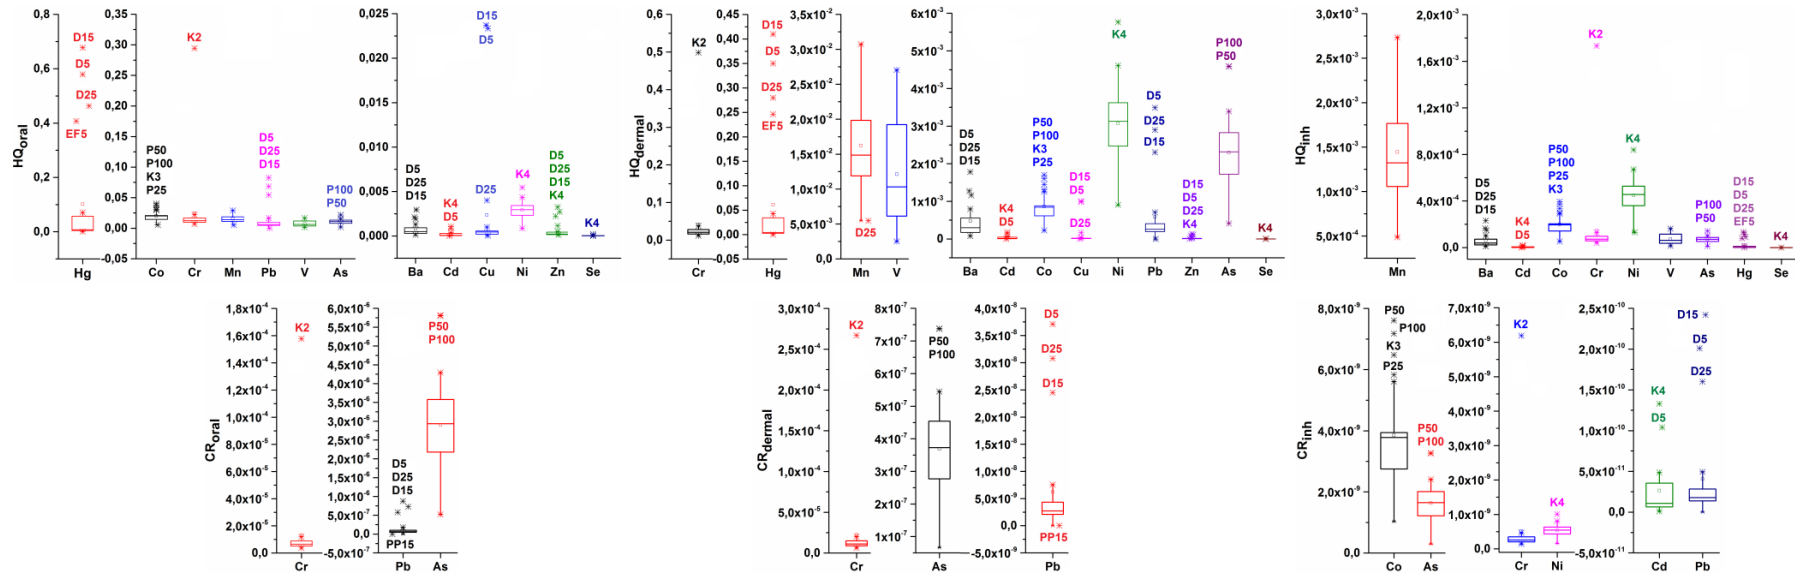 HQoral
0,8
0,6
0,4
0,2
0,0
D15
D5
D25
EF5
Hg
0,35
0,30
0,25
0,20
0,15
0,10
0,05
0,00
-0,05
K2
P50
P100
K3
P25
D5
D25
D15
P100
P50
Co Cr Mn Pb V As
0,025
0,020
0,015
0,010
0,005
0,000
D15
D5
D5
D25
D15
K4
D5
D25
K4
D5
D25
D15
K4
K4
Ba Cd Cu Ni Zn Se
HQdermal
0,6
0,5
0,4
0,3
0,2
0,1
0,0
K2
Cr
0,45
0,40
0,35
0,30
0,25
0,20
0,15
0,10
0,05
0,00
-0,05
D15
D5
D25
EF5
Hg
3,5x10-2
3,0x10-2
2,5x10-2
2,0x10-2
1,5x10-2
1,0x10-2
5,0x10-3
0,0
D25
Mn V
6x10-3
5x10-3
4x10-3
3x10-3
2x10-3
1x10-3
0
D5
D25
D15
K4
D5
P50
P100
K3
P25
D15
D5
D25
K4
D5
D25
D15
D15
D5
D25
K4
P100
P50
K4
Ba Cd Co Cu Ni Pb Zn As Se
HQinh
3,0x10-3
2,5x10-3
2,0x10-3
1,5x10-3
1,0x10-3
5,0x10-4
Mn
2,0x10-3
1,6x10-3
1,2x10-3
8,0x10-4
4,0x10-4
0,0
D5
D25
D15
K4
D5
P50
P100
P25
K3
K2
K4
P100
P50
D15
D5
D25
EF5
K4
Ba Cd Co Cr Ni V As Hg Se
CRoral
1,8x10-4
1,6x10-4
1,4x10-4
1,2x10-4
1,0x10-4
8,0x10-5
6,0x10-5
4,0x10-5
2,0x10-5
0,0
K2
Cr
6,0x10-6
5,5x10-6
5,0x10-6
4,5x10-6
4,0x10-6
3,5x10-6
3,0x10-6
2,5x10-6
2,0x10-6
1,5x10-6
1,0x10-6
5,0x10-7
0,0
-5,0x10-7
D5
D25
D15
PP15
P50
P100
Pb As
CRdermal
3,0x10-4
2,5x10-4
2,0x10-4
1,5x10-4
1,0x10-4
5,0x10-5
0,0
K2
Cr
8x10-7
7x10-7
6x10-7
5x10-7
4x10-7
3x10-7
2x10-7
1x10-7
P50
P100
As
4,0x10-8
3,5x10-8
3,0x10-8
2,5x10-8
2,0x10-8
1,5x10-8
1,0x10-8
5,0x10-9
0,0
-5,0x10-9
D5
D25
D15
PP15
Pb
CRinh
8,0x10-9
6,0x10-9
4,0x10-9
2,0x10-9
0,0
P50
P100
K3
P25
P50
P100
Co As
7,0x10-9
6,0x10-9
5,0x10-9
4,0x10-9
3,0x10-9
2,0x10-9
1,0x10-9
0,0
K2
K4
Cr Ni
2,5x10-10
2,0x10-10
1,5x10-10
1,0x10-10
5,0x10-11
0,0
-5,0x10-11
K4
D5
D15
D5
D25
Cd Pb